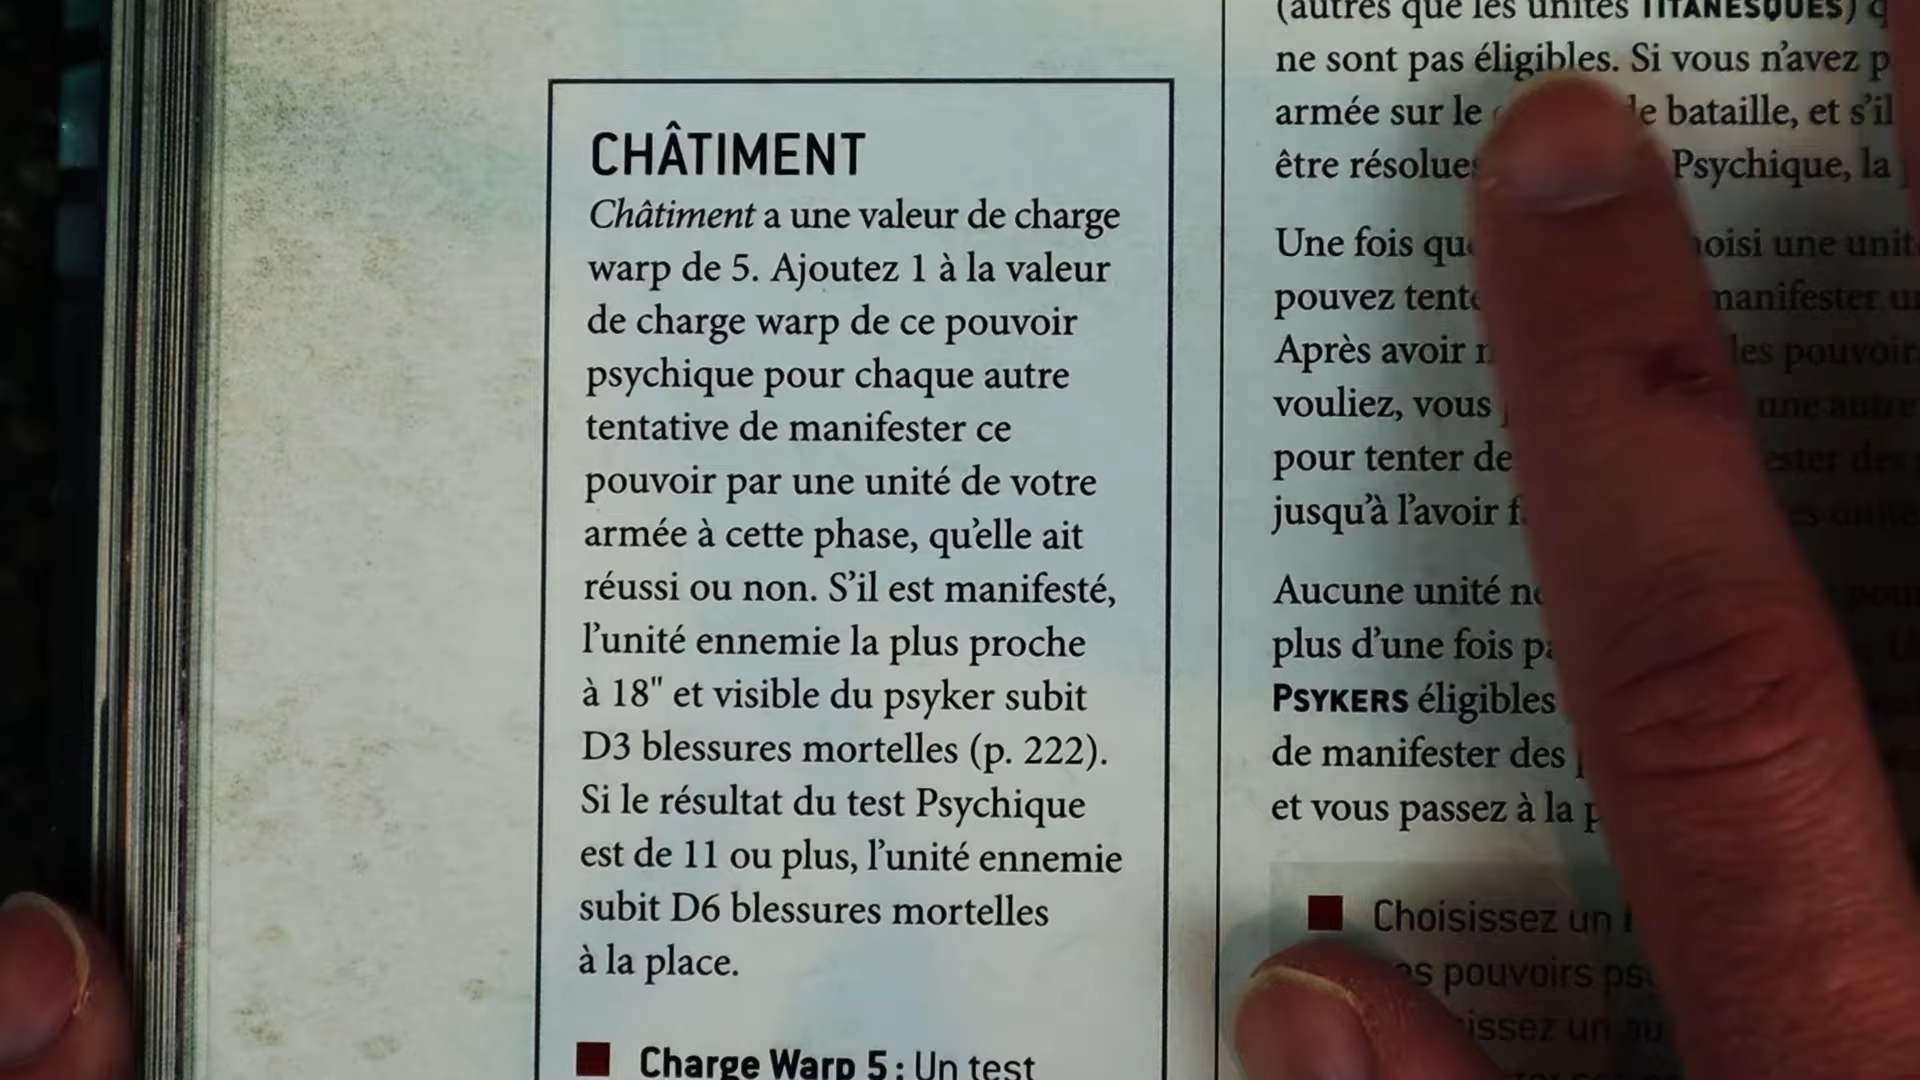 CHÂTIMENT
Châtiment a une valeur de charge
warp de 5. Ajoutez 1 à la valeur
de charge warp de ce pouvoir
psychique pour chaque autre
tentative de manifester ce
pouvoir par une unité de votre
armée à cette phase, qu'elle ait
réussi ou non. S'il est manifesté,
l'unité ennemie la plus proche
à 18" et visible du psyker subit
D3 blessures mortelles (p. 222).
Si le résultat du test Psychique
est de 11 ou plus, l'unité ennemie
subit D6 blessures mortelles
à la place.
■ Charge Warp 5 : Un test
(autres que les unités TITANESQUES)
ne sont pas éligibles. Si vous n'avez
armée sur le de bataille, et s'il
être Psychique, la
Une fois une
pouvez manifester
Après avoir les
vouliez, vous une autre
pour tenter de
jusqu'à l'avoir
Aucune unité
plus d'une fois
PSYKERS éligibles
de manifester des
et vous passez à la
■ Choisissez un
pouvoirs
un